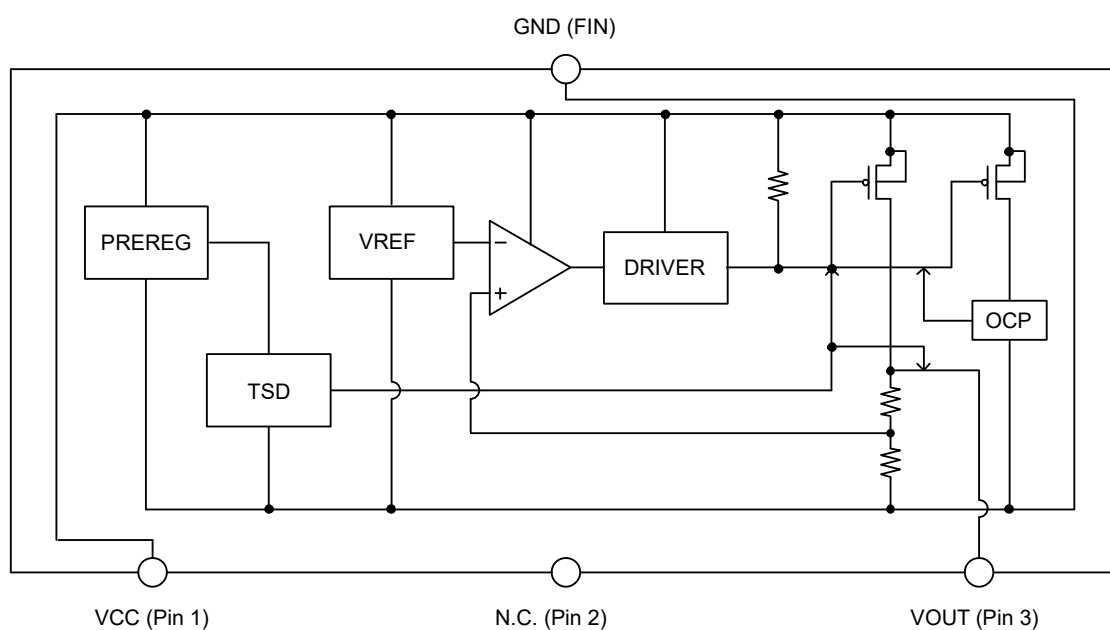 GND (FIN)
PREREG
VREF
−
+
DRIVER
OCP
TSD
VCC (Pin 1)
N.C. (Pin 2)
VOUT (Pin 3)